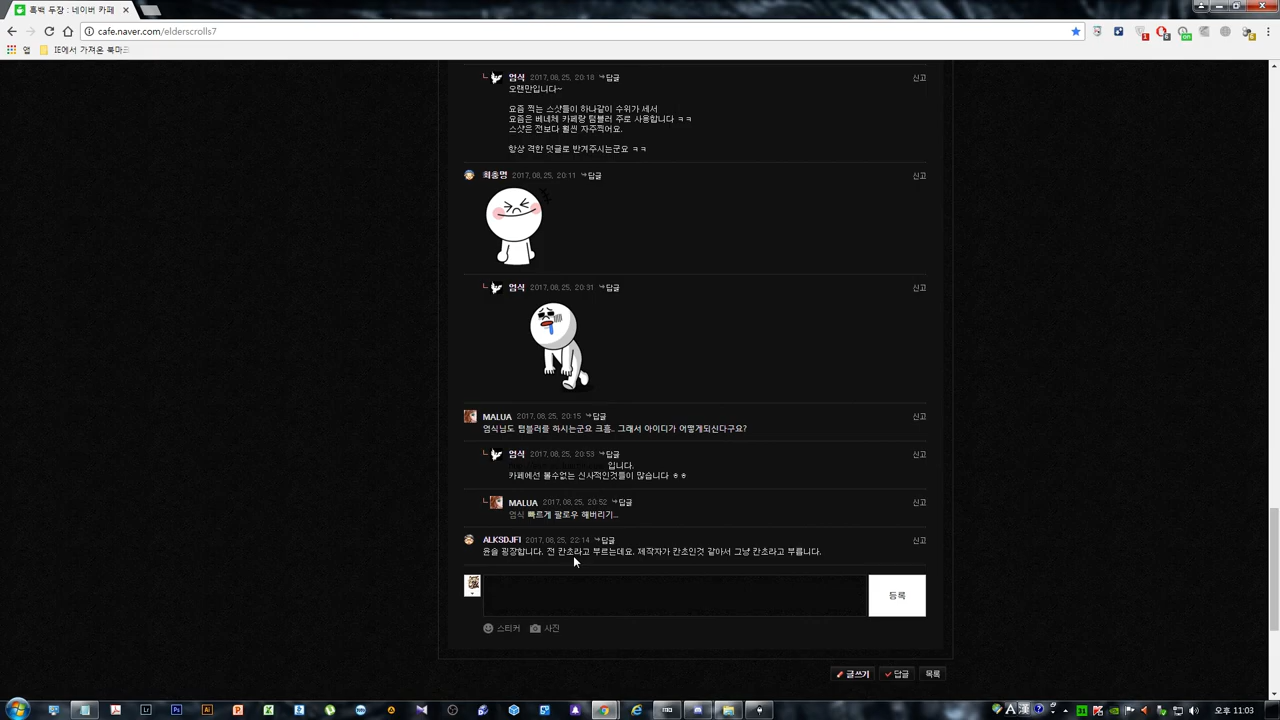 흑백 두장 : 네이버 카페
cafe.naver.com/elderscrolls7
앱 IE에서 가져온 북마크
엄식 2017.08.25. 20:18 답글 신고
오랜만입니다~
요즘 찍는 스샷들이 하나같이 수위가 세서
요즘은 베네체 카페랑 텀블러 주로 사용합니다 ㅋㅋ
스샷은 전보다 훨씬 자주찍어요.
항상 격한 덧글로 반겨주시는군요 ㅋㅋ
최충명 2017.08.25. 20:11 답글 신고
엄식 2017.08.25. 20:31 답글 신고
MALUA 2017.08.25. 20:15 답글 신고
엄식님도 텀블러를 하시는군요 크흠.. 그래서 아이디가 어떻게되신다구요?
엄식 2017.08.25. 20:53 답글 신고
입니다.
카페에선 볼수없는 신사적인것들이 많습니다 ㅎㅎ
MALUA 2017.08.25. 20:52 답글 신고
엄식 빠르게 팔로우 해버리기...
ALKSDJF1 2017.08.25. 22:14 답글 신고
윤을 굉장합니다. 전 칸초라고 부르는데요. 제작자가 칸초인것 같아서 그냥 칸초라고 부릅니다.
등록
스티커 사진
글쓰기 답글 목록
오후 11:03